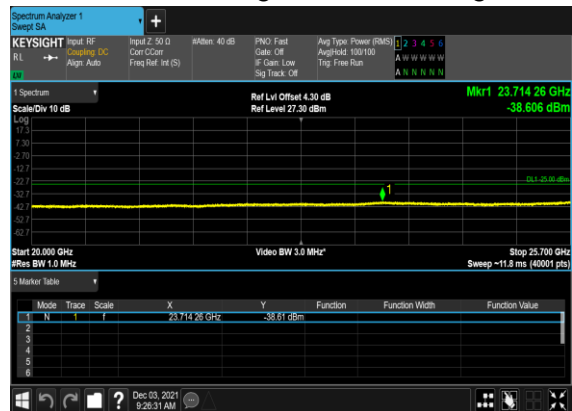 Spectrum Analyzer 1
Swept SA
+
KEYSIGHT Input: RF Input Z: 50 Ω #Atten: 40 dB PNO: Fast Avg Type: Power (RMS) 1 2 3 4 5 6
RL Coupling: DC Corr CCorr Gate: Off Avg|Hold: 100/100 A W W W W W
Align: Auto Freq Ref: Int (S) IF Gain: Low Trig: Free Run A N N N N N
Sig Track: Off
1 Spectrum
Ref Lvl Offset 4.30 dB Mkr1 23.714 26 GHz
Scale/Div 10 dB Ref Level 27.30 dBm -38.606 dBm
Log
17.3
7.30
-2.70
-12.7
DL1 -25.00 dBm
-22.7
1
-32.7
-42.7
-52.7
-62.7
Start 20.000 GHz Video BW 3.0 MHz* Stop 25.700 GHz
#Res BW 1.0 MHz Sweep ~11.8 ms (40001 pts)
5 Marker Table
Mode Trace Scale X Y Function Function Width Function Value
1 N 1 f 23.714 26 GHz -38.61 dBm
2
3
4
5
6
? Dec 03, 2021
9:26:31 AM